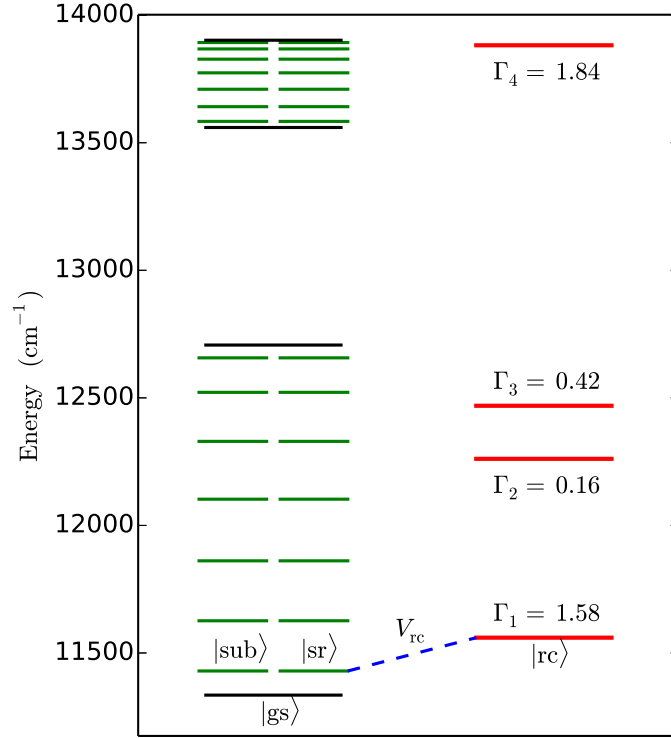 14000
13500
13000
12500
12000
11500
Energy (cm⁻¹)
Γ₄ = 1.84
Γ₃ = 0.42
Γ₂ = 0.16
Γ₁ = 1.58
V_rc
|sub⟩ |sr⟩
|rc⟩
|gs⟩